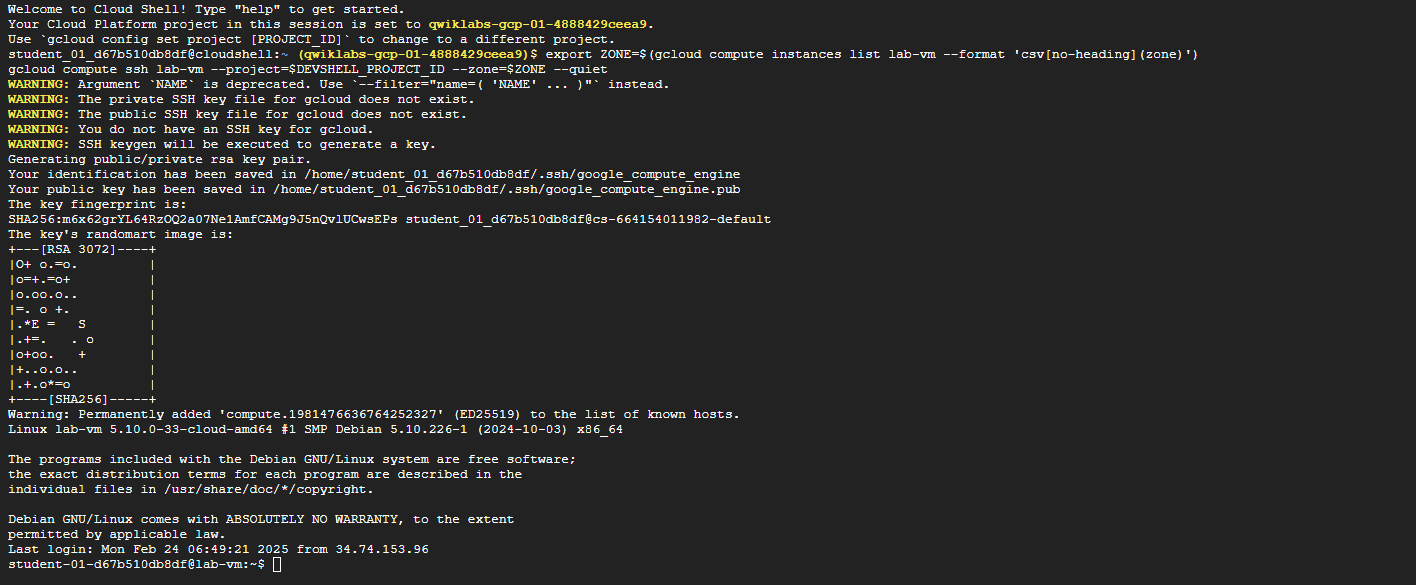 Welcome to Cloud Shell! Type "help" to get started.
Your Cloud Platform project in this session is set to qwiklabs-gcp-01-4888429ceea9.
Use `gcloud config set project [PROJECT_ID]` to change to a different project.
student_01_d67b510db8df@cloudshell:~ (qwiklabs-gcp-01-4888429ceea9)$ export ZONE=$(gcloud compute instances list lab-vm --format 'csv[no-heading](zone)')
gcloud compute ssh lab-vm --project=$DEVSHELL_PROJECT_ID --zone=$ZONE --quiet
WARNING: Argument `NAME` is deprecated. Use `--filter="name=( 'NAME' ... )"` instead.
WARNING: The private SSH key file for gcloud does not exist.
WARNING: The public SSH key file for gcloud does not exist.
WARNING: You do not have an SSH key for gcloud.
WARNING: SSH keygen will be executed to generate a key.
Generating public/private rsa key pair.
Your identification has been saved in /home/student_01_d67b510db8df/.ssh/google_compute_engine
Your public key has been saved in /home/student_01_d67b510db8df/.ssh/google_compute_engine.pub
The key fingerprint is:
SHA256:m6x62grYL64RzOQ2a07Ne1AmfCAMg9J5nQvlUCwsEPs student_01_d67b510db8df@cs-664154011982-default
The key's randomart image is:
+---[RSA 3072]----+
|O+ o.=o.         |
|o=+.=o+          |
|o.oo.o..         |
|=. o +.          |
|.*E =   S        |
|.+=.   . o       |
|o+oo.   +        |
|+..o.o..         |
|.+.o*=o          |
+----[SHA256]-----+
Warning: Permanently added 'compute.1981476636764252327' (ED25519) to the list of known hosts.
Linux lab-vm 5.10.0-33-cloud-amd64 #1 SMP Debian 5.10.226-1 (2024-10-03) x86_64
The programs included with the Debian GNU/Linux system are free software;
the exact distribution terms for each program are described in the
individual files in /usr/share/doc/*/copyright.
Debian GNU/Linux comes with ABSOLUTELY NO WARRANTY, to the extent
permitted by applicable law.
Last login: Mon Feb 24 06:49:21 2025 from 34.74.153.96
student-01-d67b510db8df@lab-vm:~$